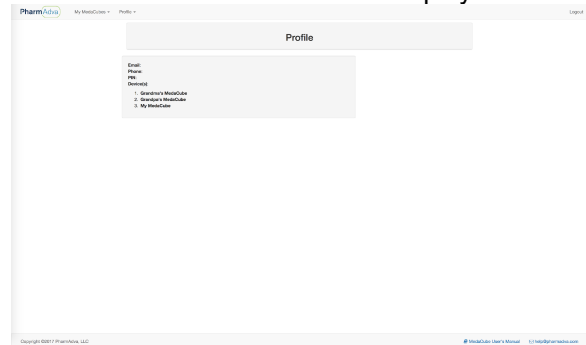 PharmAdva My MedaCubes Profile Logout
Profile
Email:
Phone:
PIN:
Device(s):
1. Grandma's MedaCube
2. Grandpa's MedaCube
3. My MedaCube
Copyright ©2017 PharmAdva, LLC MedaCube User's Manual help@pharmadva.com